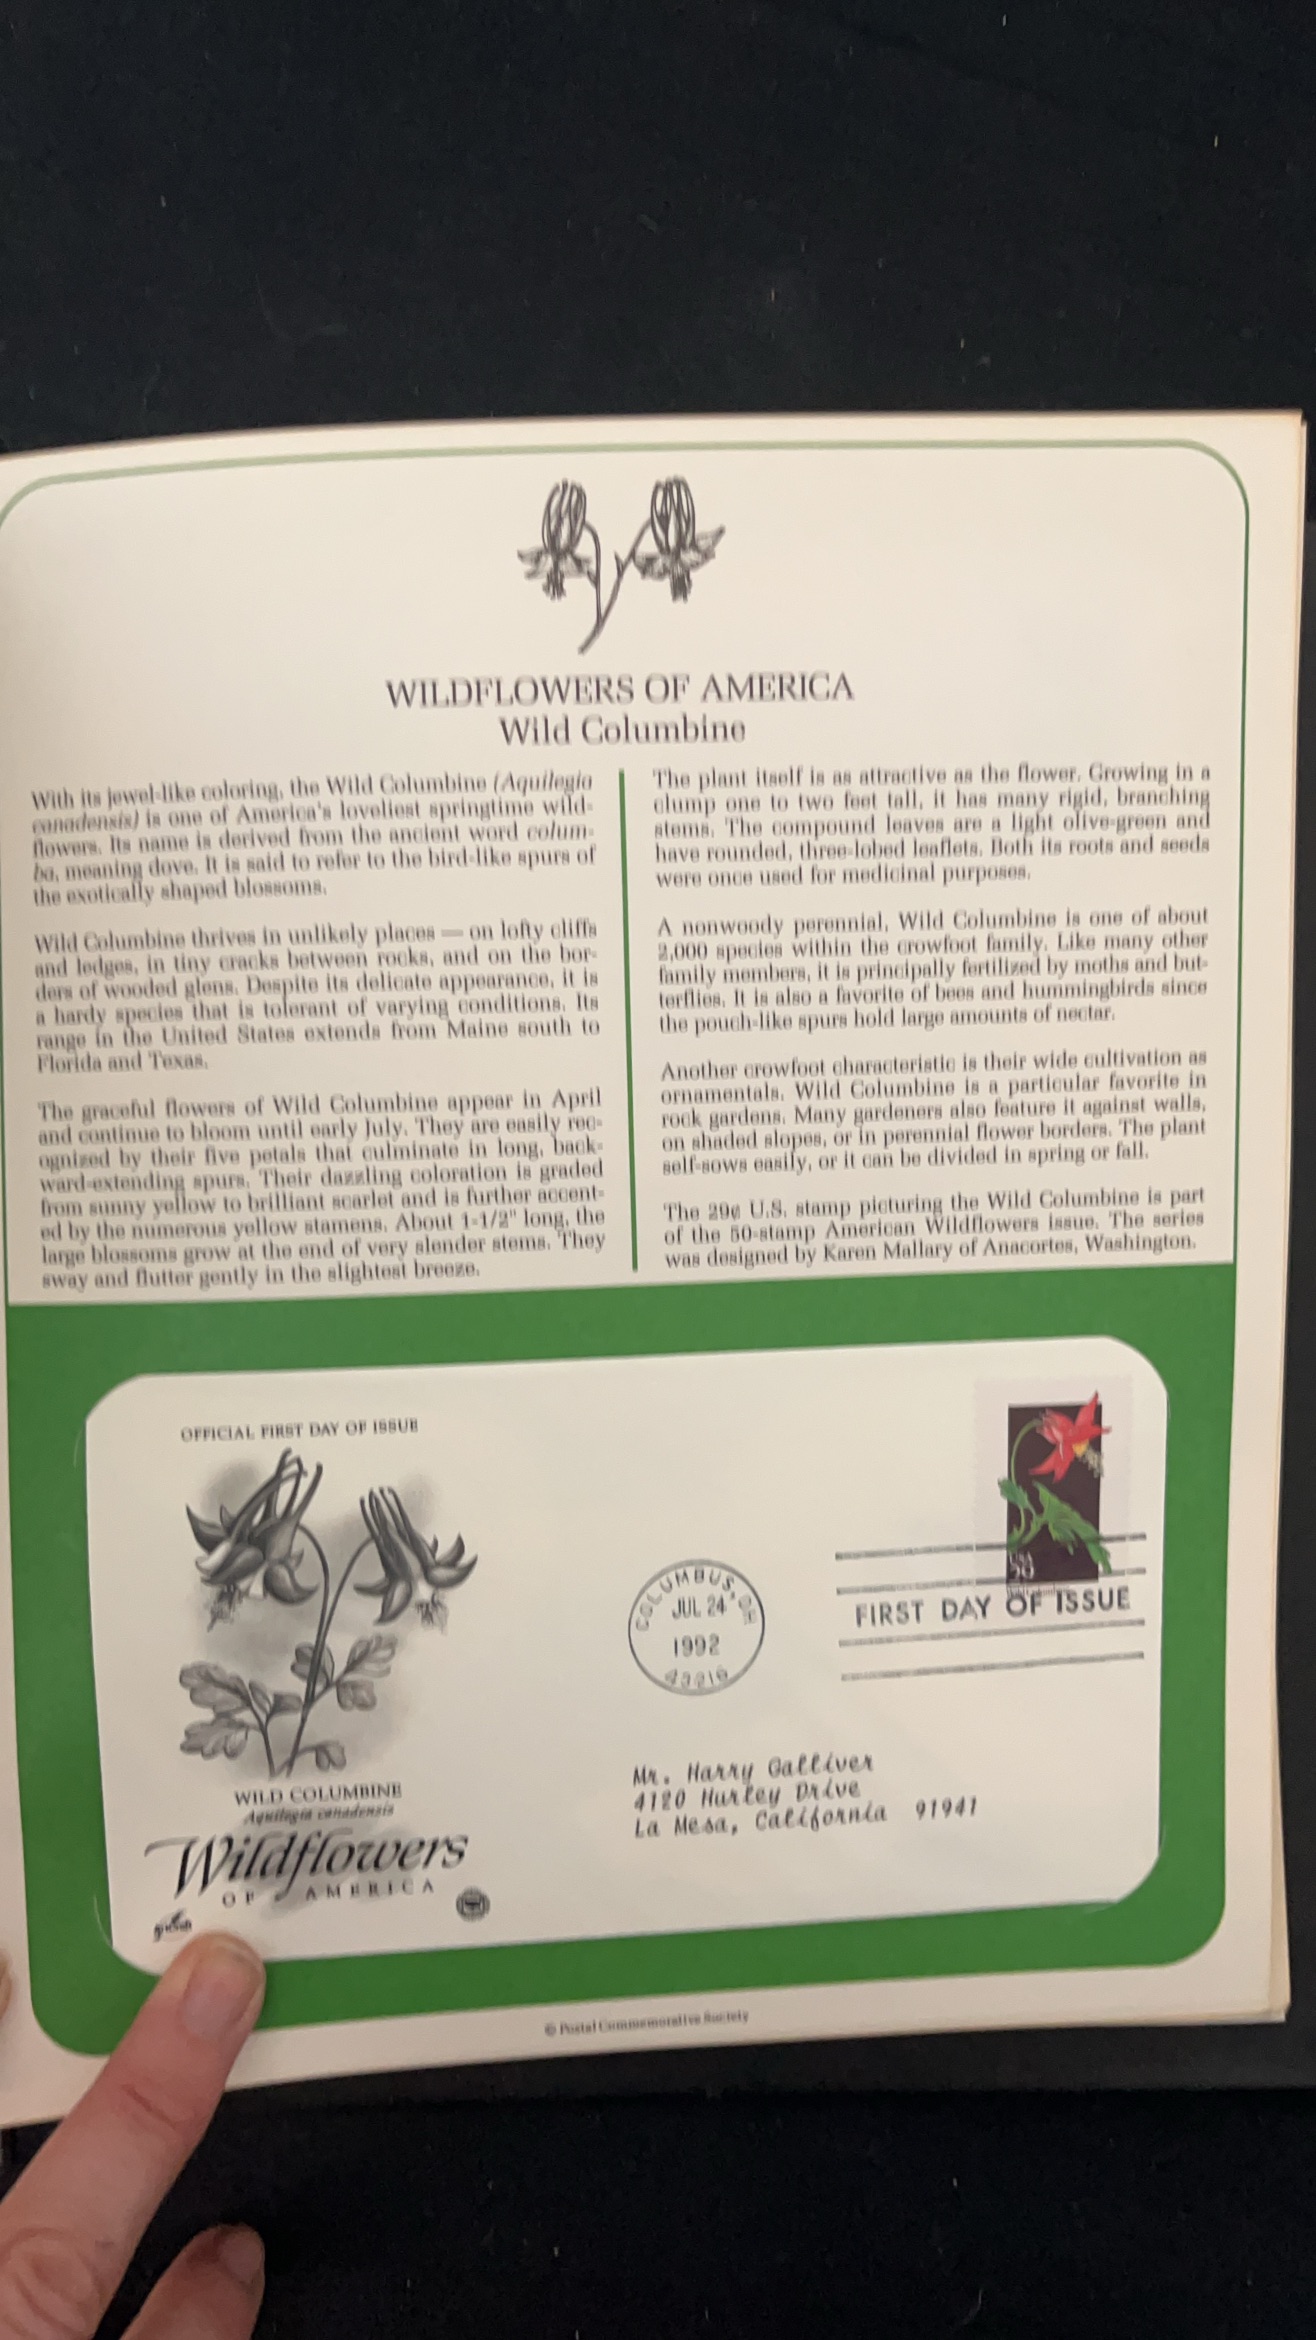 WILDFLOWERS OF AMERICA
Wild Columbine
With its jewel-like coloring, the Wild Columbine (Aquilegia
canadensis) is one of America's loveliest springtime wild-
flowers. Its name is derived from the ancient word colum-
ba, meaning dove. It is said to refer to the bird-like spurs of
the exotically shaped blossoms.
Wild Columbine thrives in unlikely places — on lofty cliffs
and ledges, in tiny cracks between rocks, and on the bor-
ders of wooded glens. Despite its delicate appearance, it is
a hardy species that is tolerant of varying conditions. Its
range in the United States extends from Maine south to
Florida and Texas.
The graceful flowers of Wild Columbine appear in April
and continue to bloom until early July. They are easily rec-
ognized by their five petals that culminate in long, back-
ward-extending spurs. Their dazzling coloration is graded
from sunny yellow to brilliant scarlet and is further accent-
ed by the numerous yellow stamens. About 1-1/2" long, the
large blossoms grow at the end of very slender stems. They
sway and flutter gently in the slightest breeze.
The plant itself is as attractive as the flower. Growing in a
clump one to two feet tall, it has many rigid, branching
stems. The compound leaves are a light olive-green and
have rounded, three-lobed leaflets. Both its roots and seeds
were once used for medicinal purposes.
A nonwoody perennial, Wild Columbine is one of about
2,000 species within the crowfoot family. Like many other
family members, it is principally fertilized by moths and but-
terflies. It is also a favorite of bees and hummingbirds since
the pouch-like spurs hold large amounts of nectar.
Another crowfoot characteristic is their wide cultivation as
ornamentals. Wild Columbine is a particular favorite in
rock gardens. Many gardeners also feature it against walls,
on shaded slopes, or in perennial flower borders. The plant
self-sows easily, or it can be divided in spring or fall.
The 29¢ U.S. stamp picturing the Wild Columbine is part
of the 50-stamp American Wildflowers issue. The series
was designed by Karen Mallary of Anacortes, Washington.
OFFICIAL FIRST DAY OF ISSUE
COLUMBUS, OH
JUL 24
1992
43216
FIRST DAY OF ISSUE
Mr. Harry Galliver
4120 Hurley Drive
La Mesa, California 91941
WILD COLUMBINE
Aquilegia canadensis
Wildflowers
OF AMERICA
© Postal Commemorative Society